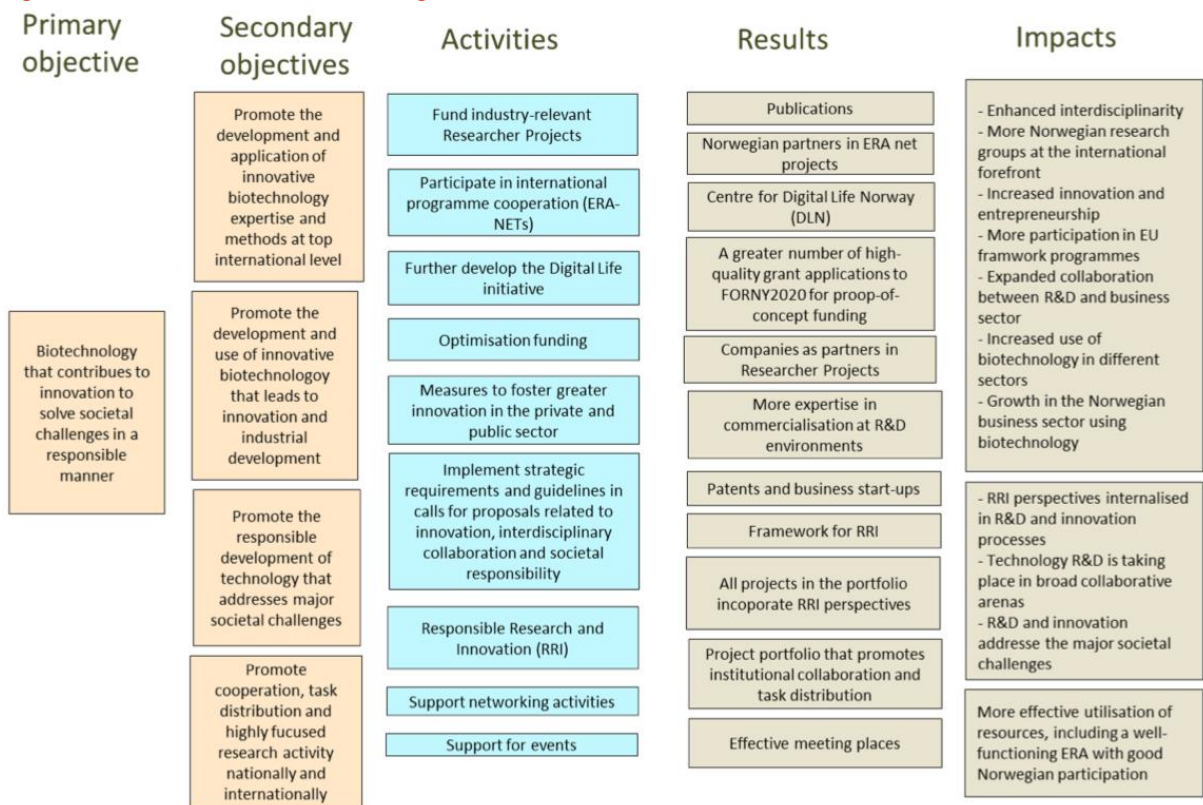 Primary
objective
Secondary
objectives
Activities
Results
Impacts
Biotechnology
that contributes to
innovation to
solve societal
challenges in a
responsible
manner
Promote the
development and
application of
innovative
biotechnology
expertise and
methods at top
international level
Promote the
development and
use of innovative
biotechnologoy
that leads to
innovation and
industrial
development
Promote the
responsible
development of
technology that
addresses major
societal challenges
Promote
cooperation, task
distribution and
highly focused
research activity
nationally and
internationally
Fund industry-relevant
Researcher Projects
Participate in international
programme cooperation (ERA-
NETs)
Further develop the Digital Life
initiative
Optimisation funding
Measures to foster greater
innovation in the private and
public sector
Implement strategic
requirements and guidelines in
calls for proposals related to
innovation, interdisciplinary
collaboration and societal
responsibility
Responsible Research and
Innovation (RRI)
Support networking activities
Support for events
Publications
Norwegian partners in ERA net
projects
Centre for Digital Life Norway
(DLN)
A greater number of high-
quality grant applications to
FORNY2020 for proop-of-
concept funding
Companies as partners in
Researcher Projects
More expertise in
commercialisation at R&D
environments
Patents and business start-ups
Framework for RRI
All projects in the portfolio
incoporate RRI perspectives
Project portfolio that promotes
institutional collaboration and
task distribution
Effective meeting places
- Enhanced interdisciplinarity
- More Norwegian research
groups at the international
forefront
- Increased innovation and
entrepreneurship
- More participation in EU
framwork programmes
- Expanded collaboration
between R&D and business
sector
- Increased use of
biotechnology in different
sectors
- Growth in the Norwegian
business sector using
biotechnology
- RRI perspectives internalised
in R&D and innovation
processes
- Technology R&D is taking
place in broad collaborative
arenas
- R&D and innovation
addresse the major societal
challenges
More effective utilisation of
resources, including a well-
functioning ERA with good
Norwegian participation